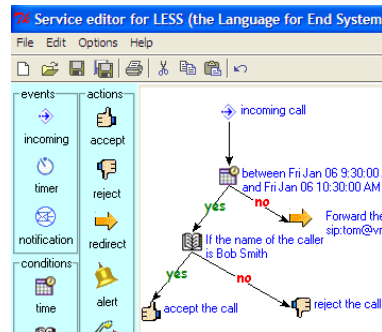 Service editor for LESS (the Language for End System
File Edit Options Help
events
actions
incoming
accept
timer
reject
notification
redirect
conditions
time
alert
incoming call
between Fri Jan 06 9:30:00
and Fri Jan 06 10:30:00 AM
yes
no
Forward the
If the name of the caller
is Bob Smith
yes
no
accept the call
reject the call